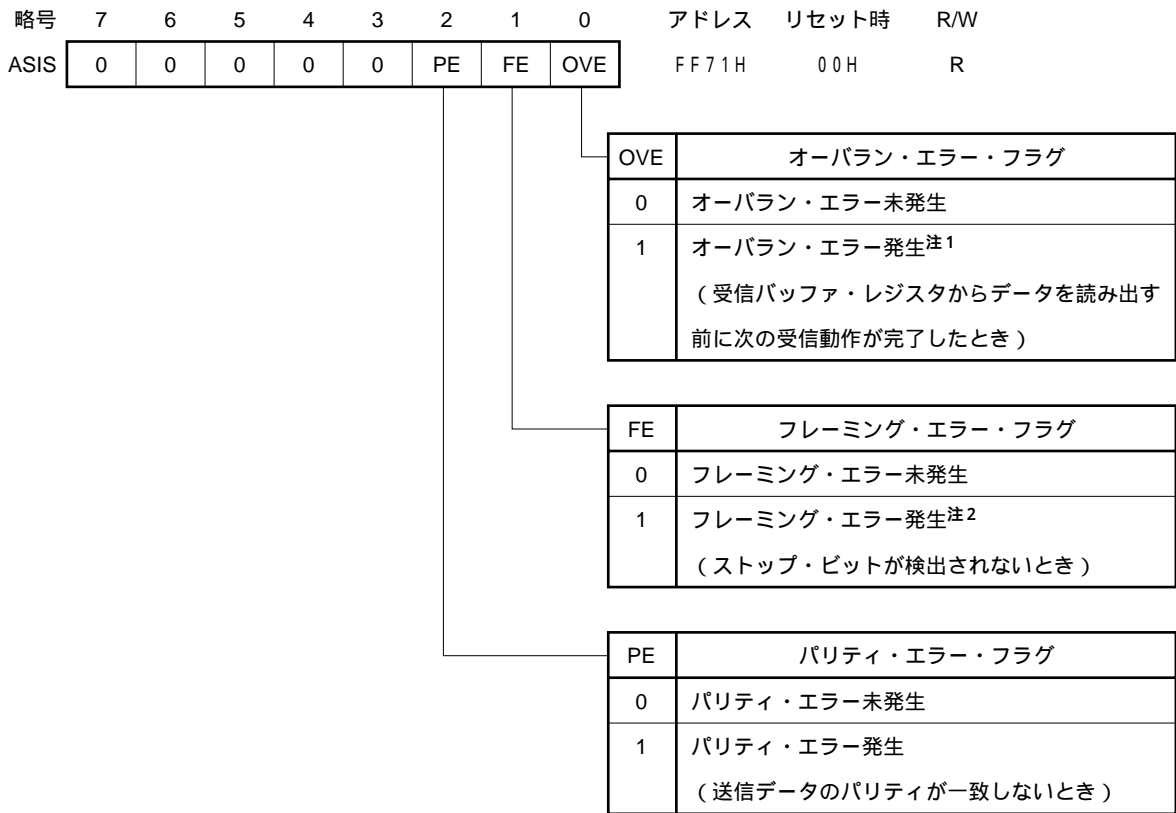 略号 7 6 5 4 3 2 1 0 アドレス リセット時 R/W
ASIS 0 0 0 0 0 PE FE OVE FF71H 00H R
OVE オーバラン・エラー・フラグ
0 オーバラン・エラー未発生
1 オーバラン・エラー発生注1
（受信バッファ・レジスタからデータを読み出す
前に次の受信動作が完了したとき）
FE フレーミング・エラー・フラグ
0 フレーミング・エラー未発生
1 フレーミング・エラー発生注2
（ストップ・ビットが検出されないとき）
PE パリティ・エラー・フラグ
0 パリティ・エラー未発生
1 パリティ・エラー発生
（送信データのパリティが一致しないとき）